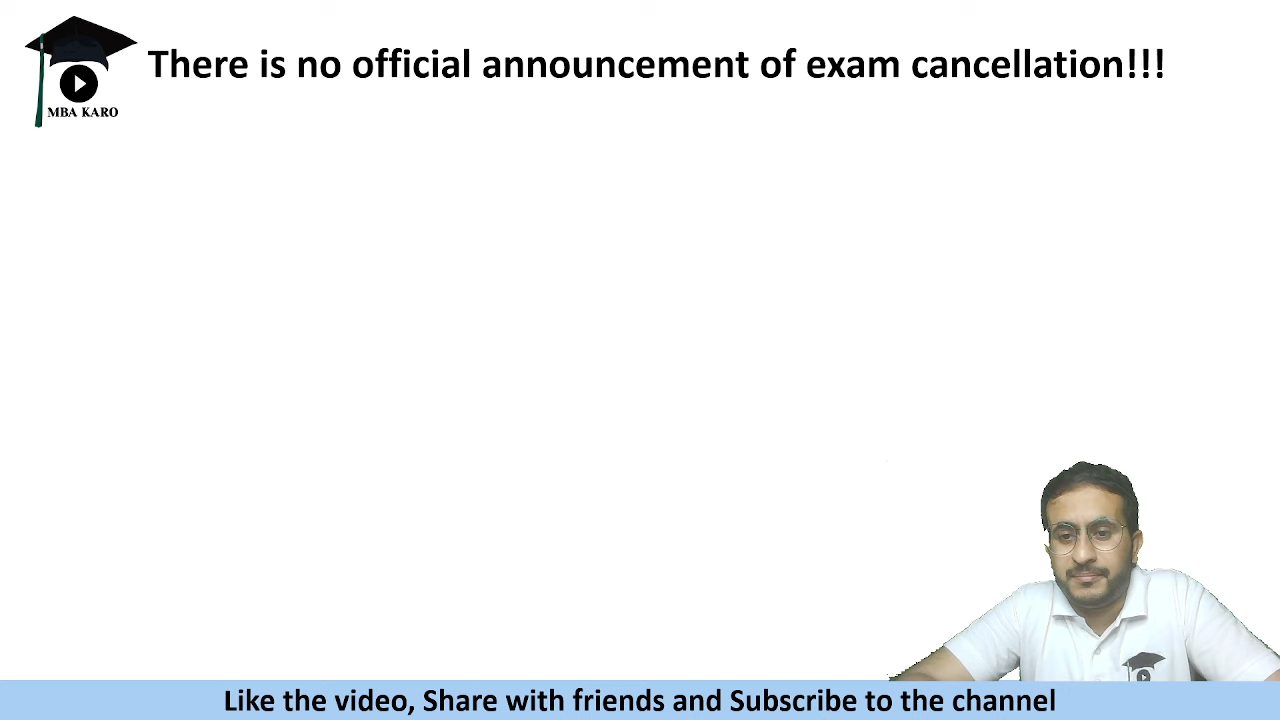 There is no official announcement of exam cancellation!!!
MBA KARO
Like the video, Share with friends and Subscribe to the channel